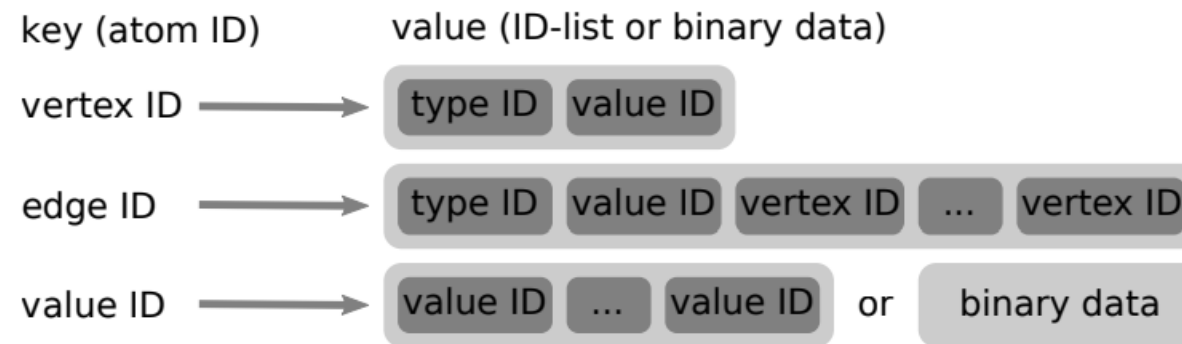 key (atom ID) value (ID-list or binary data)
vertex ID type ID value ID
edge ID type ID value ID vertex ID ... vertex ID
value ID value ID ... value ID or binary data